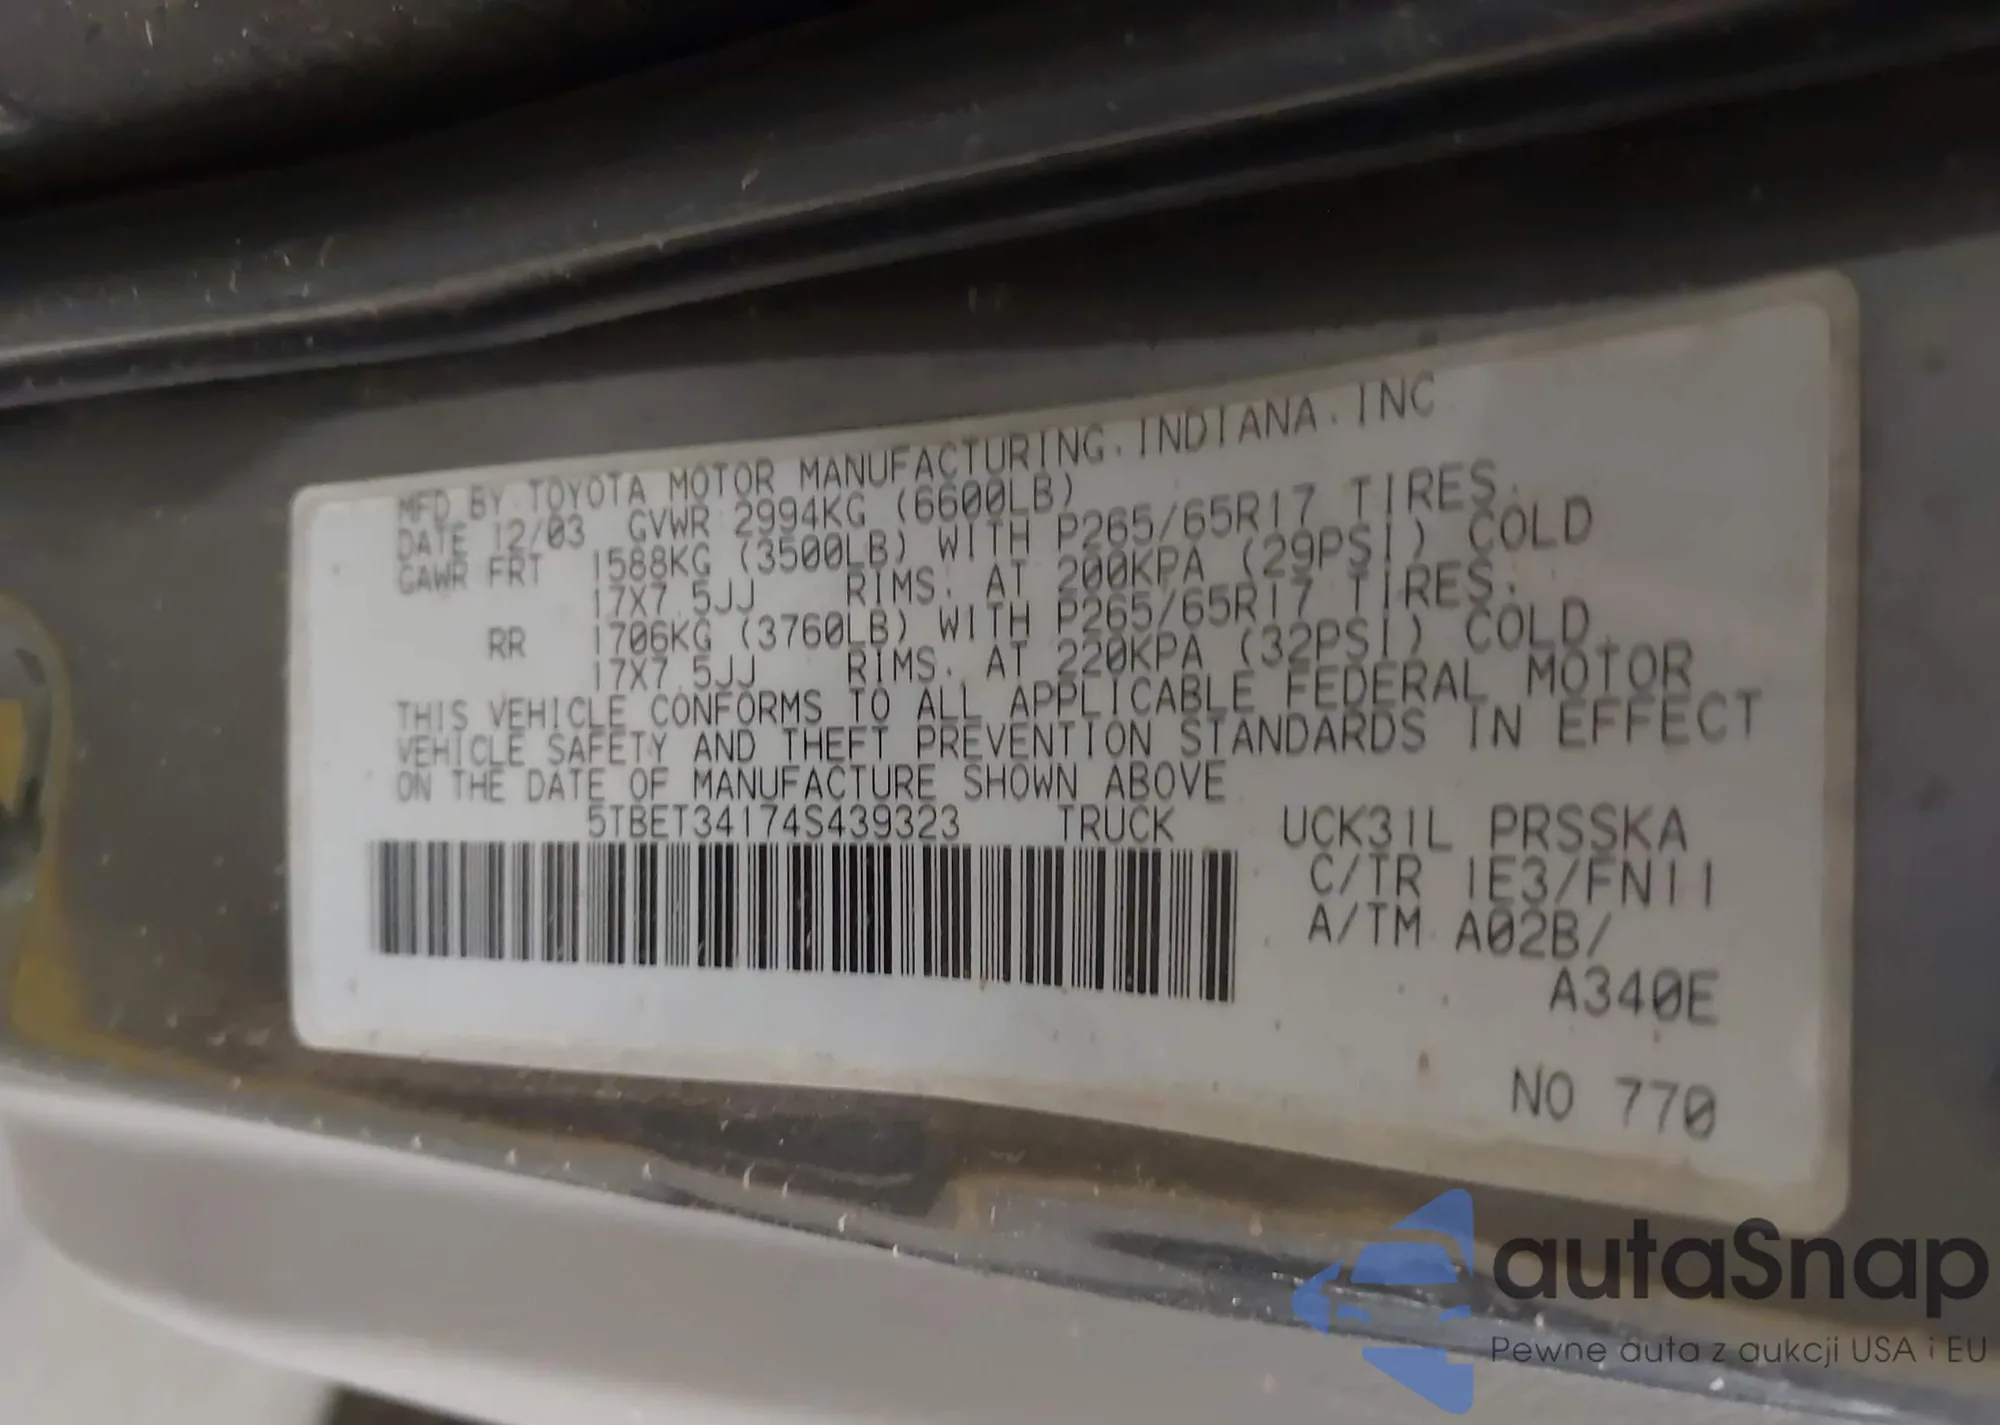 MFD BY TOYOTA MOTOR MANUFACTURING, INDIANA, INC
DATE 12/03 GVWR 2994KG (6600LB)
GAWR FRT 1588KG (3500LB) WITH P265/65R17 TIRES,
17X7.5JJ RIMS, AT 200KPA (29PSI) COLD
RR 1706KG (3760LB) WITH P265/65R17 TIRES,
17X7.5JJ RIMS, AT 220KPA (32PSI) COLD.
THIS VEHICLE CONFORMS TO ALL APPLICABLE FEDERAL MOTOR
VEHICLE SAFETY AND THEFT PREVENTION STANDARDS IN EFFECT
ON THE DATE OF MANUFACTURE SHOWN ABOVE
5TBET34174S439323 TRUCK UCK31L PRSSKA
C/TR 1E3/FN11
A/TM A02B/
A340E
NO 770
autaSnap
Pewne auta z aukcji USA i EU